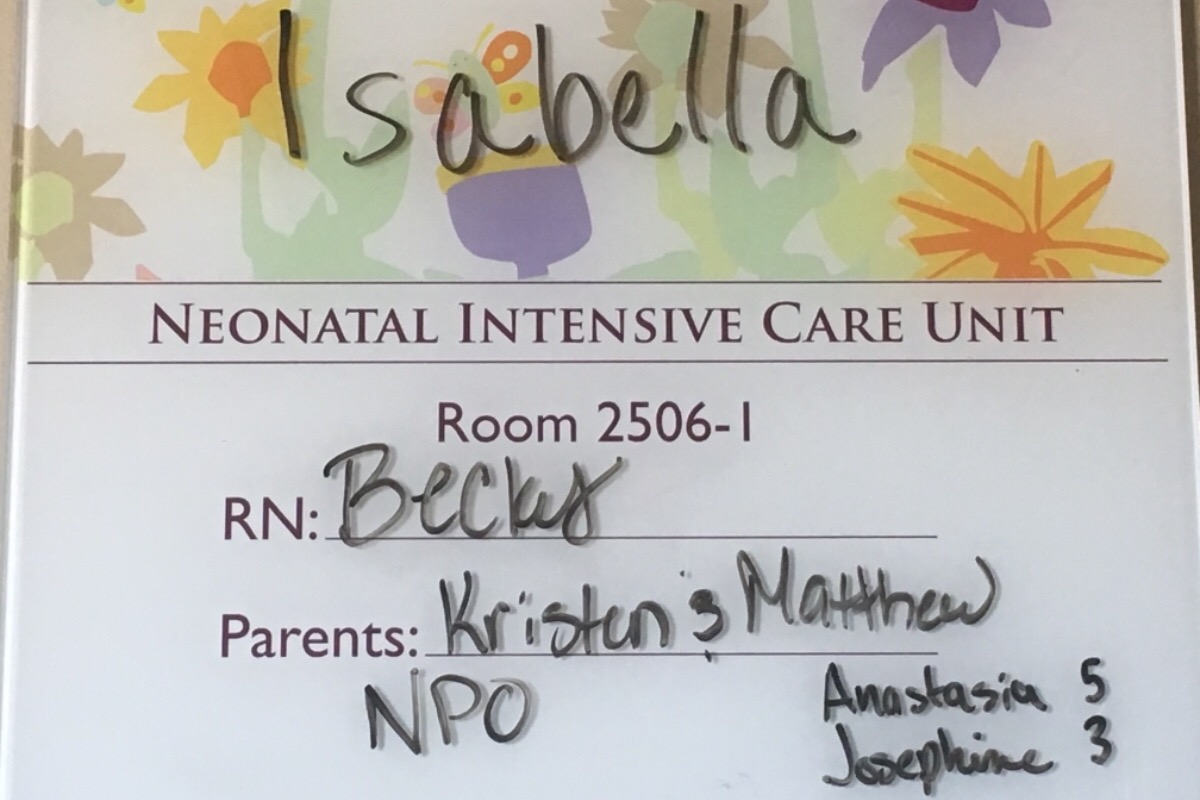 Isabella
NEONATAL INTENSIVE CARE UNIT
Room 2506-1
RN: Becky
Parents: Kristen & Matthew
NPO
Anastasia 5
Josephine 3